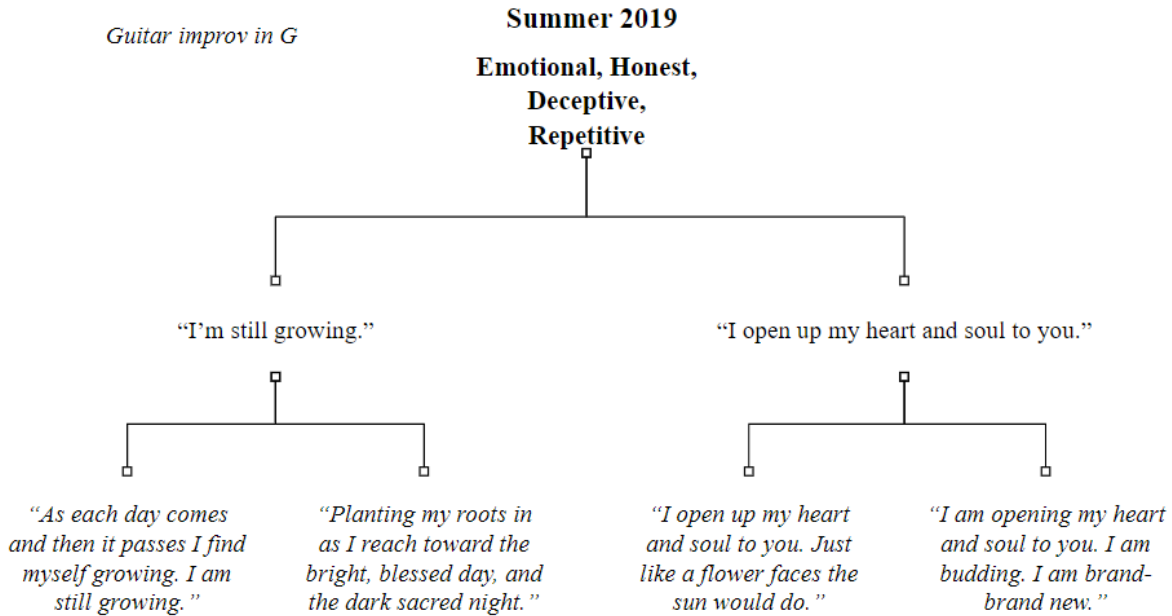 Guitar improv in G
Summer 2019
Emotional, Honest,
Deceptive,
Repetitive
“I’m still growing.”
“I open up my heart and soul to you.”
“As each day comes
and then it passes I find
myself growing. I am
still growing.”
“Planting my roots in
as I reach toward the
bright, blessed day, and
the dark sacred night.”
“I open up my heart
and soul to you. Just
like a flower faces the
sun would do.”
“I am opening my heart
and soul to you. I am
budding. I am brand-
brand new.”